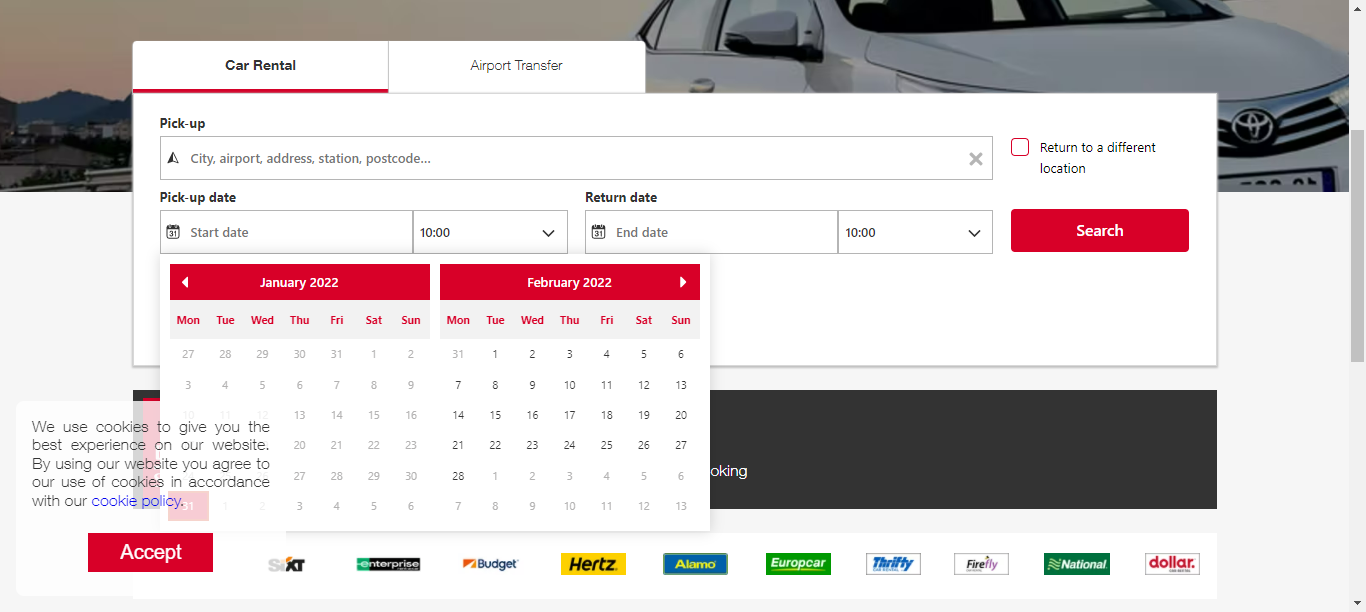 Car Rental
Airport Transfer
Pick-up
City, airport, address, station, postcode...
Return to a different
location
Pick-up date
Return date
31 Start date
10:00
31 End date
10:00
Search
January 2022
February 2022
Mon Tue Wed Thu Fri Sat Sun
Mon Tue Wed Thu Fri Sat Sun
27 28 29 30 31 1 2
31 1 2 3 4 5 6
3 4 5 6 7 8 9
7 8 9 10 11 12 13
10 11 12 13 14 15 16
14 15 16 17 18 19 20
20 21 22 23
21 22 23 24 25 26 27
27 28 29 30
28 1 2 3 4 5 6
31 1 2 3 4 5 6
7 8 9 10 11 12 13
oking
We use cookies to give you the
best experience on our website.
By using our website you agree to
our use of cookies in accordance
with our cookie policy.
Accept
SIXT
enterprise
Budget
Hertz
Alamo
Europcar
Thrifty
CAR RENTAL
Firefly
National
dollar.